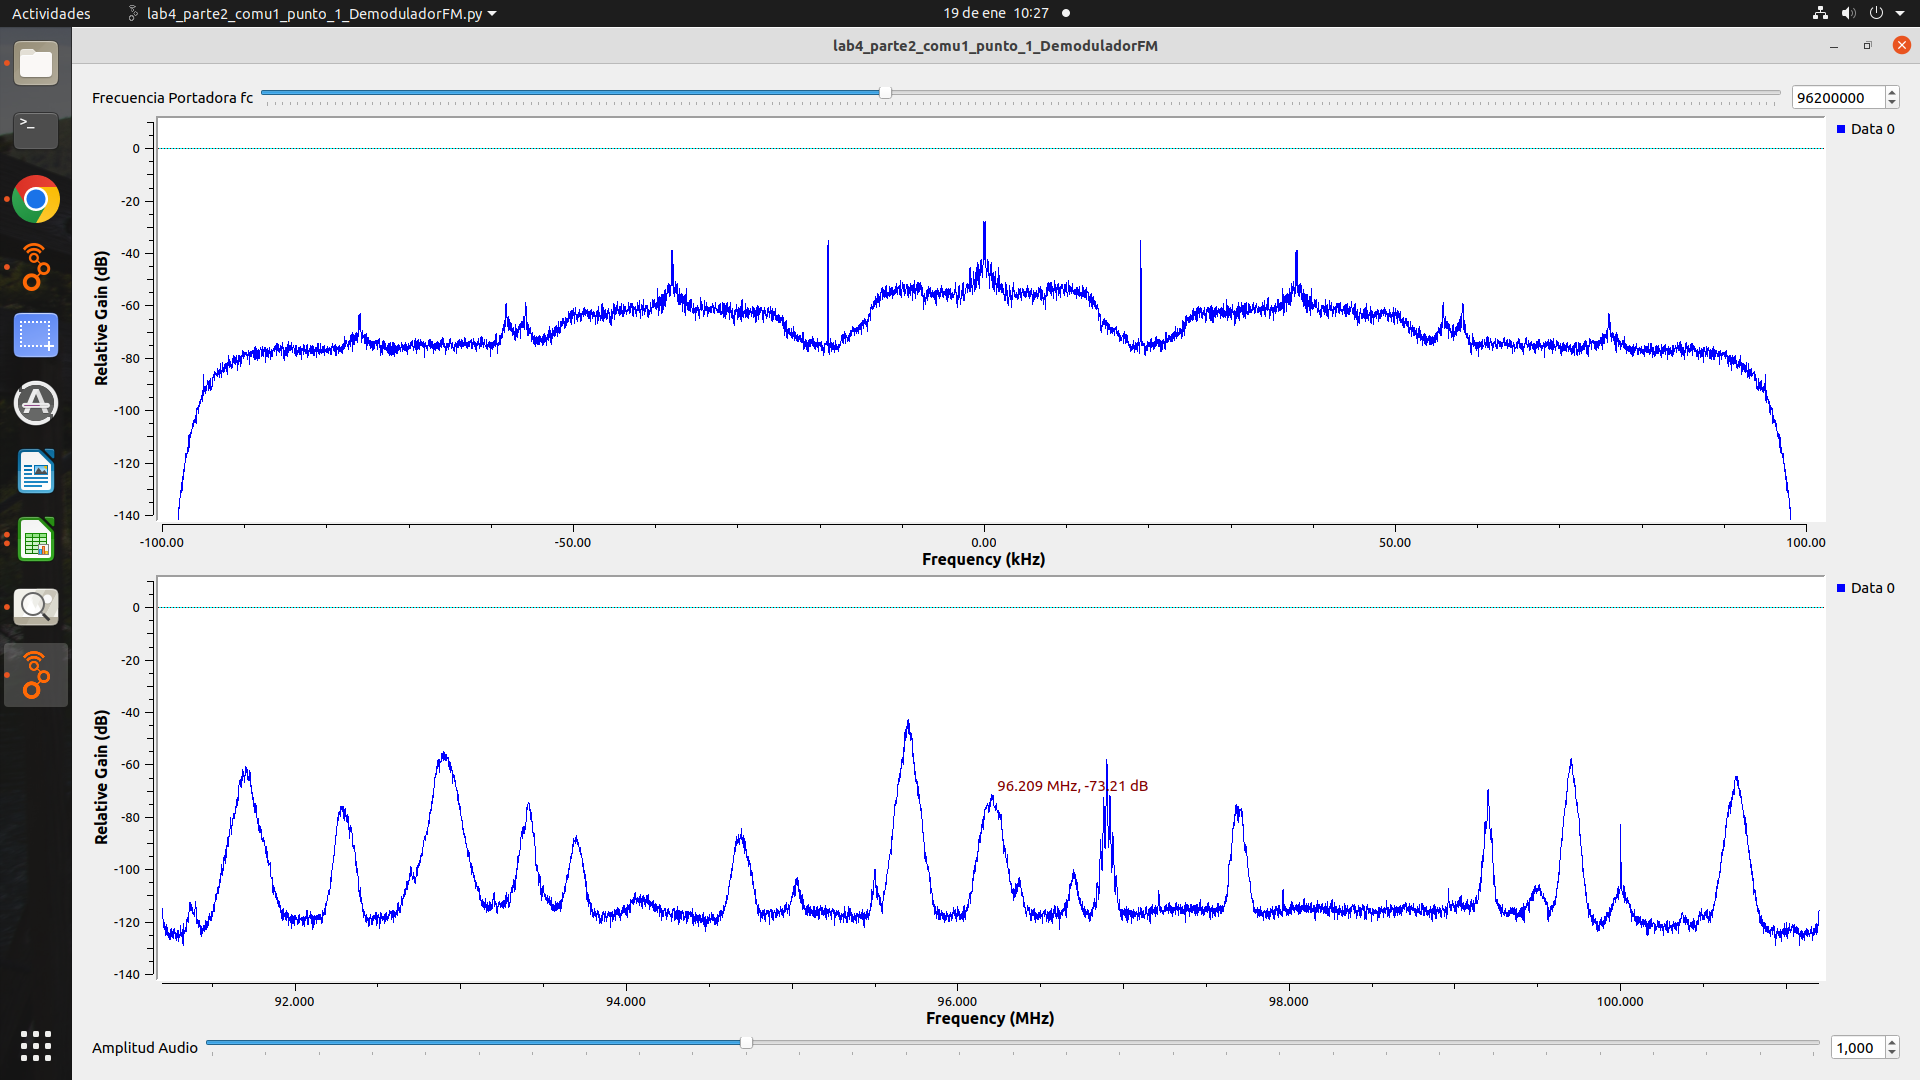 Actividades lab4_parte2_comu1_punto_1_DemoduladorFM.py 19 de ene 10:27
lab4_parte2_comu1_punto_1_DemoduladorFM
Frecuencia Portadora fc 96200000
Data 0
Relative Gain (dB)
0
-20
-40
-60
-80
-100
-120
-140
-100.00 -50.00 0.00 50.00 100.00
Frequency (kHz)
Data 0
Relative Gain (dB)
0
-20
-40
-60
-80
-100
-120
-140
96.209 MHz, -73.21 dB
92.000 94.000 96.000 98.000 100.000
Frequency (MHz)
Amplitud Audio 1,000